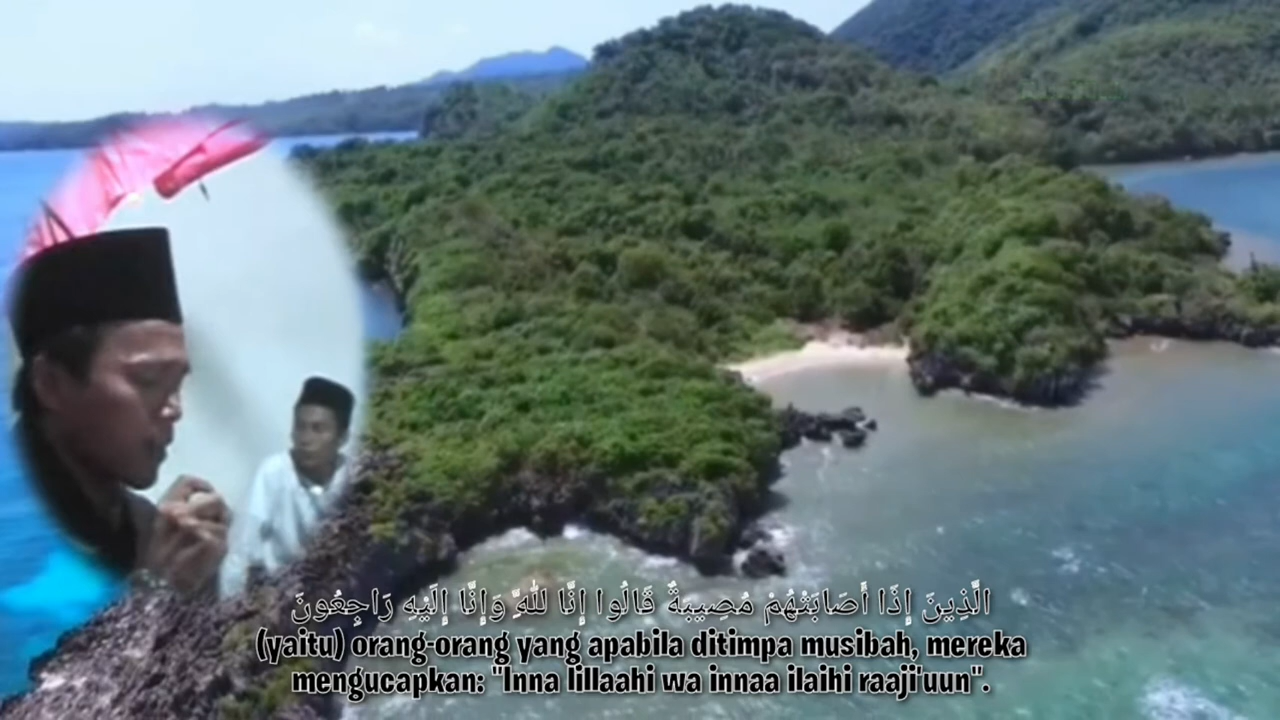 الَّذِينَ إِذَا أَصَابَتْهُمْ مُصِيبَةٌ قَالُوا إِنَّا لِلَّهِ وَإِنَّا إِلَيْهِ رَاجِعُونَ
(yaitu) orang-orang yang apabila ditimpa musibah, mereka
mengucapkan: "Inna lillaahi wa innaa ilaihi raaji'uun".